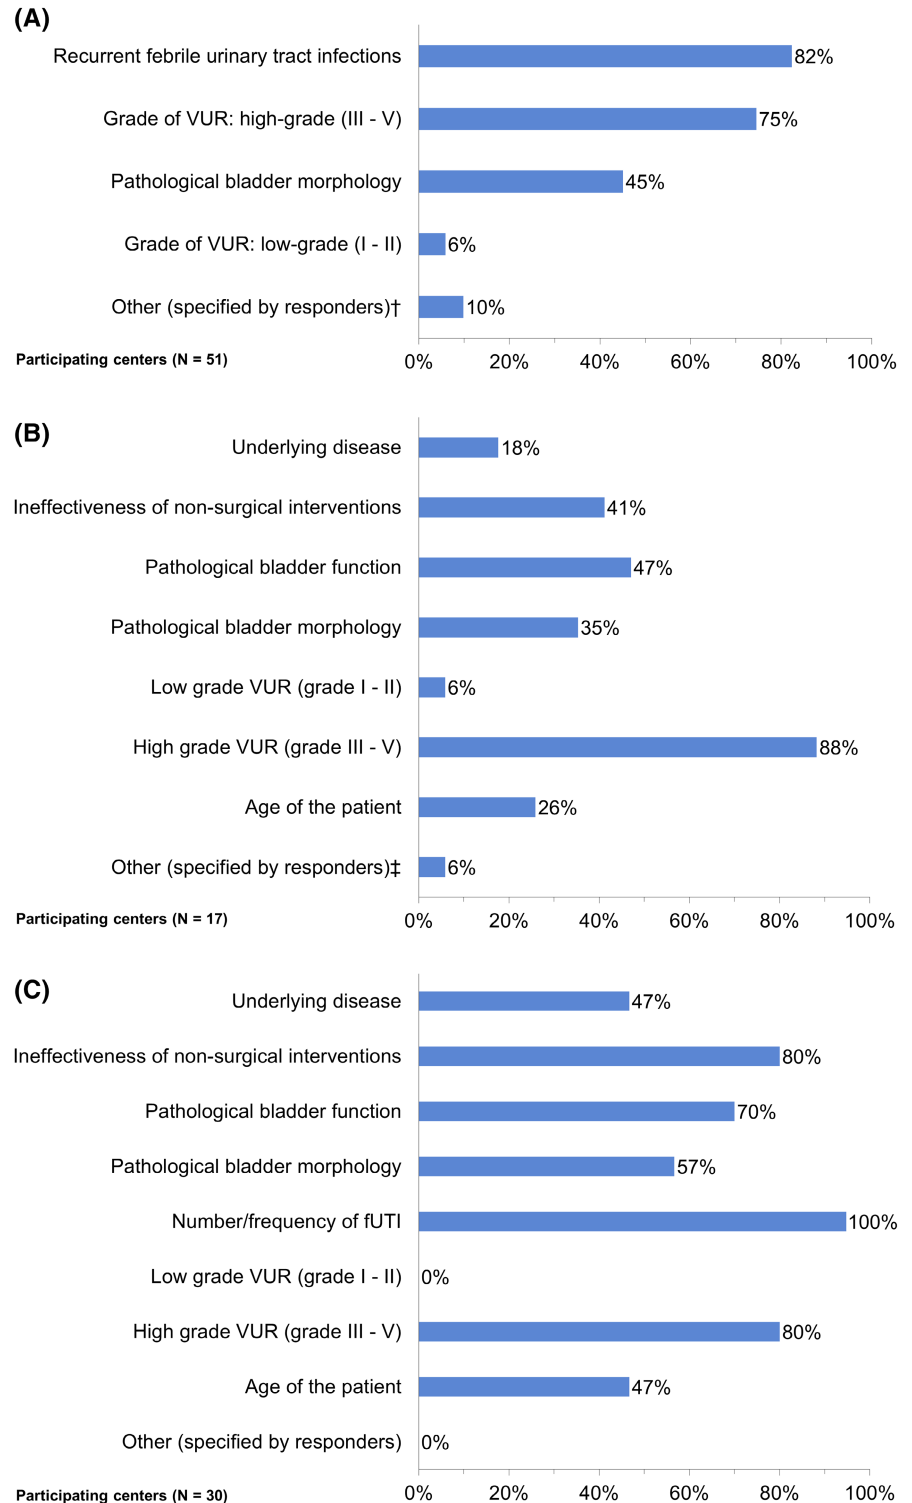 (A)
Recurrent febrile urinary tract infections 82%
Grade of VUR: high-grade (III - V) 75%
Pathological bladder morphology 45%
Grade of VUR: low-grade (I - II) 6%
Other (specified by responders)† 10%
Participating centers (N = 51) 0% 20% 40% 60% 80% 100%
(B)
Underlying disease 18%
Ineffectiveness of non-surgical interventions 41%
Pathological bladder function 47%
Pathological bladder morphology 35%
Low grade VUR (grade I - II) 6%
High grade VUR (grade III - V) 88%
Age of the patient 26%
Other (specified by responders)‡ 6%
Participating centers (N = 17) 0% 20% 40% 60% 80% 100%
(C)
Underlying disease 47%
Ineffectiveness of non-surgical interventions 80%
Pathological bladder function 70%
Pathological bladder morphology 57%
Number/frequency of fUTI 100%
Low grade VUR (grade I - II) 0%
High grade VUR (grade III - V) 80%
Age of the patient 47%
Other (specified by responders) 0%
Participating centers (N = 30) 0% 20% 40% 60% 80% 100%